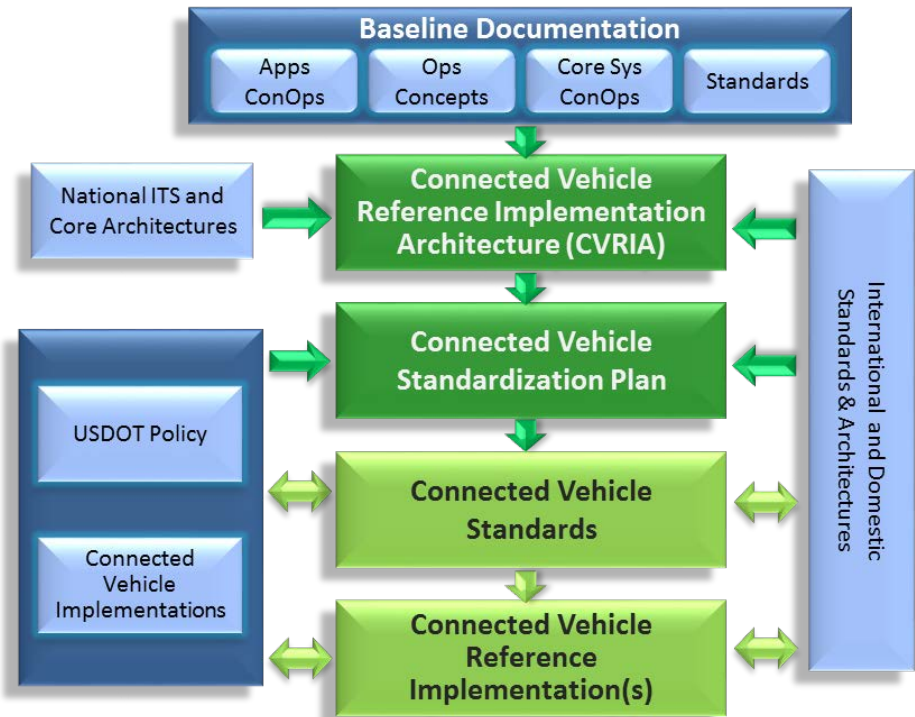 Baseline Documentation
Apps
ConOps
Ops
Concepts
Core Sys
ConOps
Standards
National ITS and
Core Architectures
Connected Vehicle
Reference Implementation
Architecture (CVRIA)
International and Domestic
Standards & Architectures
Connected Vehicle
Standardization Plan
USDOT Policy
Connected Vehicle
Standards
Connected
Vehicle
Implementations
Connected Vehicle
Reference
Implementation(s)